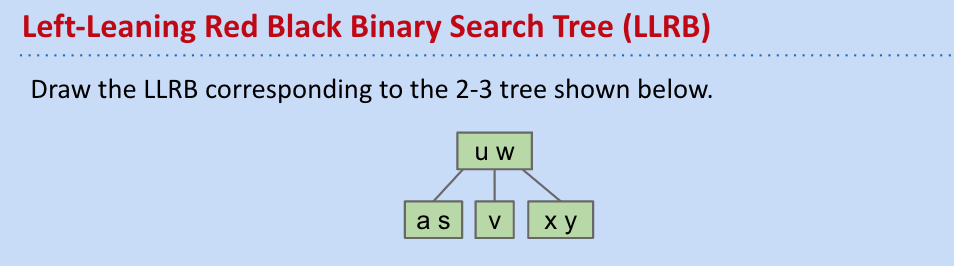 Left-Leaning Red Black Binary Search Tree (LLRB)
Draw the LLRB corresponding to the 2-3 tree shown below.
u w
a s v x y